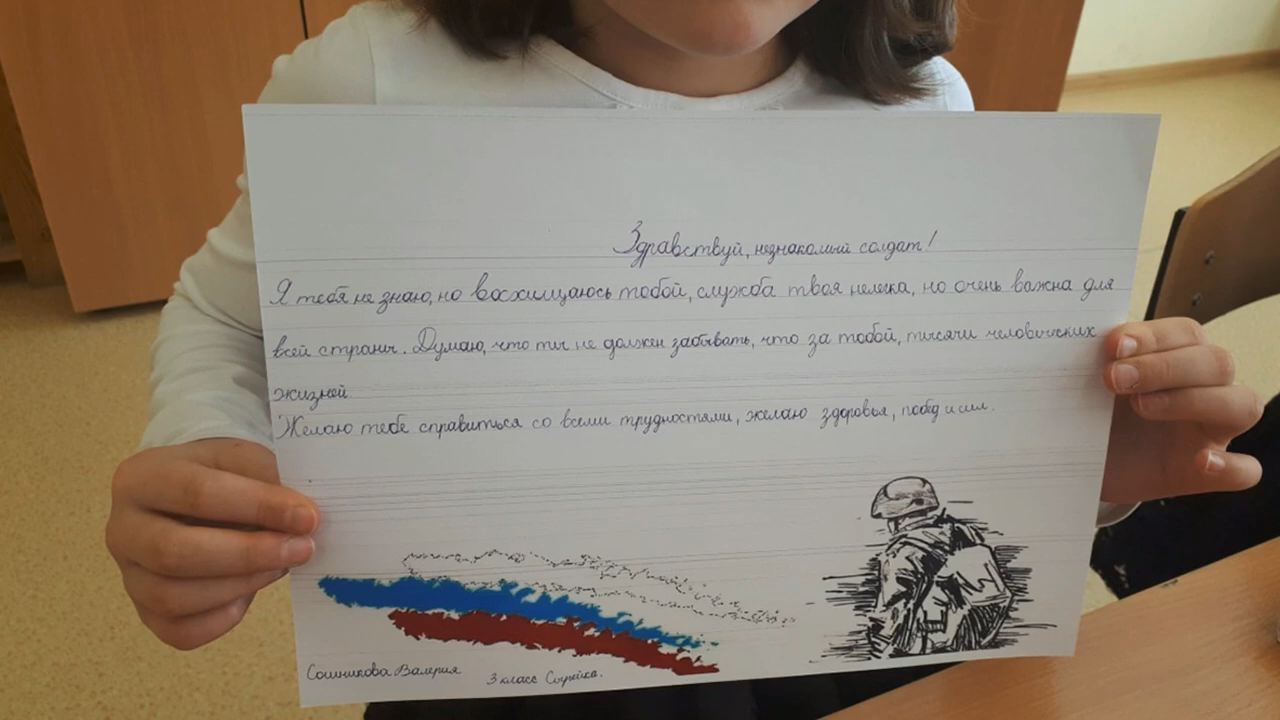 Здравствуй, незнакомый солдат!
Я тебя не знаю, но восхищаюсь тобой, служба твоя нелека, но очень важна для
всей страны. Думаю, что ты не должен забывать, что за тобой, тысячи человеческих
жизней.
Желаю тебе справиться со всеми трудностями, желаю здоровья, побед и сил.
Сошникова Валерия
3 класс